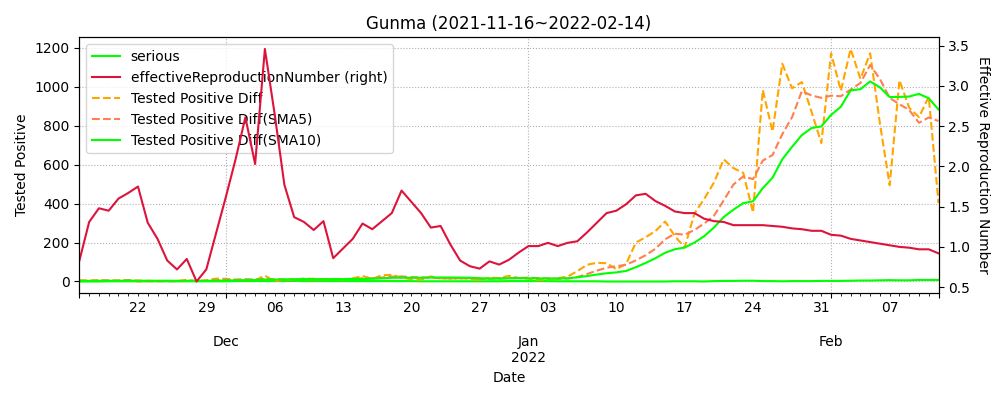 Gunma (2021-11-16~2022-02-14)
serious
effectiveReproductionNumber (right)
Tested Positive Diff
Tested Positive Diff(SMA5)
Tested Positive Diff(SMA10)
Tested Positive
1200
1000
800
600
400
200
0
3.5
3.0
2.5
2.0
1.5
1.0
0.5
Effective Reproduction Number
22 29 06 13 20 27 03 10 17 24 31 07
Dec Jan Feb
2022
Date